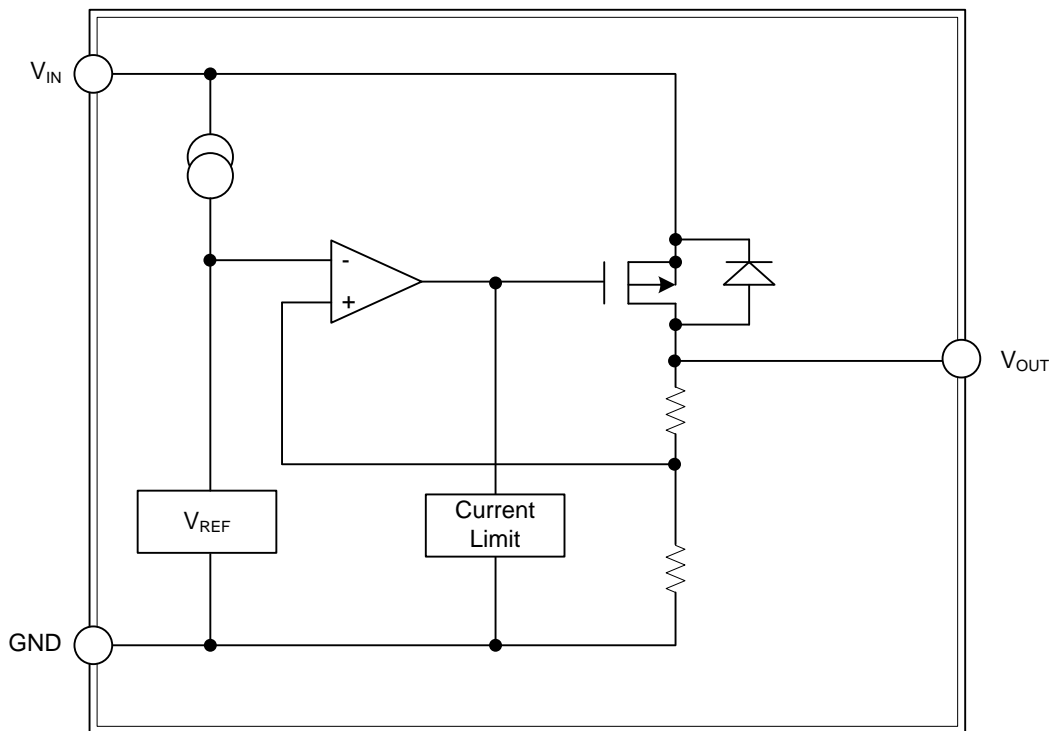 VIN
-
+
VOUT
VREF
Current
Limit
GND